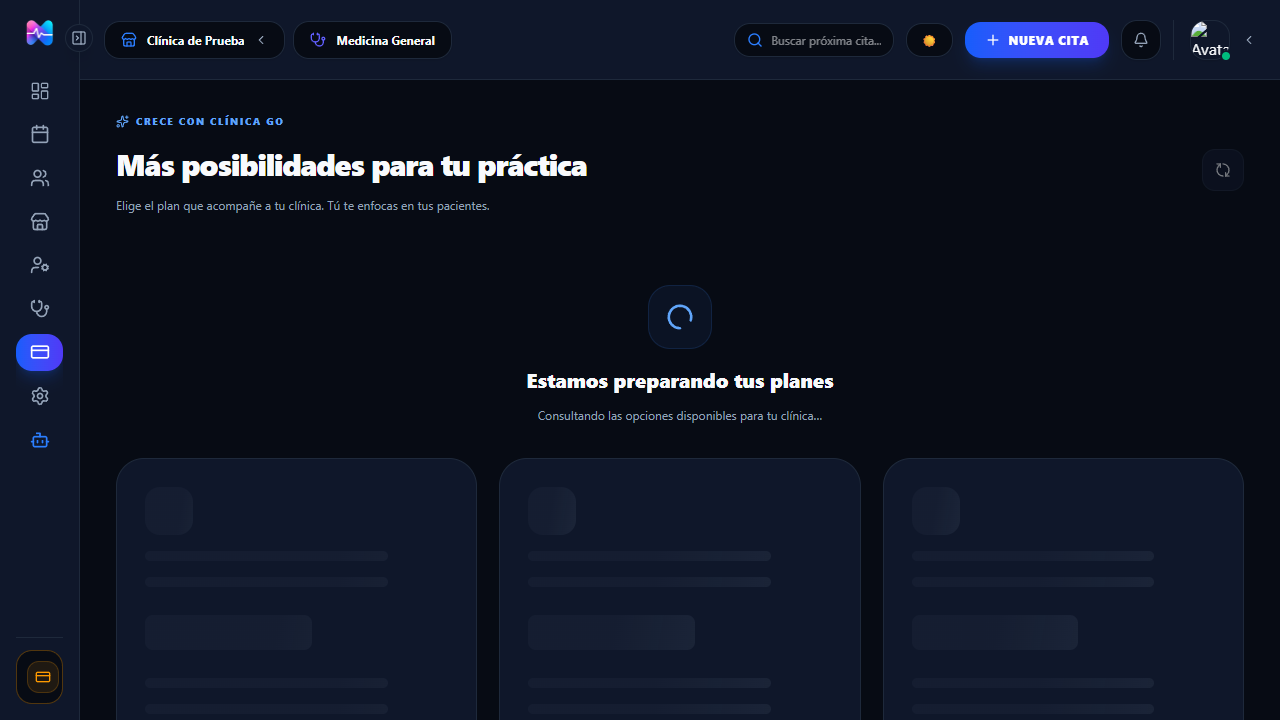 Clínica de Prueba
Medicina General
Buscar próxima cita...
NUEVA CITA
Avata
CRECE CON CLÍNICA GO
Más posibilidades para tu práctica
Elige el plan que acompañe a tu clínica. Tú te enfocas en tus pacientes.
Estamos preparando tus planes
Consultando las opciones disponibles para tu clínica...